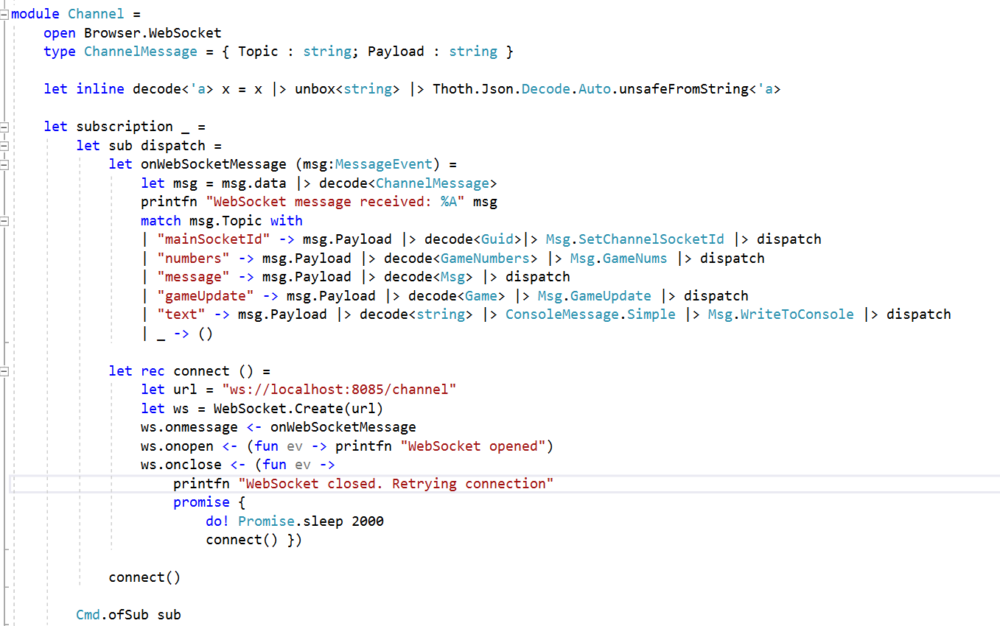 module Channel =
    open Browser.WebSocket
    type ChannelMessage = { Topic : string; Payload : string }

    let inline decode<'a> x = x |> unbox<string> |> Thoth.Json.Decode.Auto.unsafeFromString<'a>

    let subscription _ =
        let sub dispatch =
            let onWebSocketMessage (msg:MessageEvent) =
                let msg = msg.data |> decode<ChannelMessage>
                printfn "WebSocket message received: %A" msg
                match msg.Topic with
                | "mainSocketId" -> msg.Payload |> decode<Guid>|> Msg.SetChannelSocketId |> dispatch
                | "numbers" -> msg.Payload |> decode<GameNumbers> |> Msg.GameNums |> dispatch
                | "message" -> msg.Payload |> decode<Msg> |> dispatch
                | "gameUpdate" -> msg.Payload |> decode<Game> |> Msg.GameUpdate |> dispatch
                | "text" -> msg.Payload |> decode<string> |> ConsoleMessage.Simple |> Msg.WriteToConsole |> dispatch
                | _ -> ()

            let rec connect () =
                let url = "ws://localhost:8085/channel"
                let ws = WebSocket.Create(url)
                ws.onmessage <- onWebSocketMessage
                ws.onopen <- (fun ev -> printfn "WebSocket opened")
                ws.onclose <- (fun ev ->
                    printfn "WebSocket closed. Retrying connection"
                    promise {
                        do! Promise.sleep 2000
                        connect() })

            connect()

        Cmd.ofSub sub